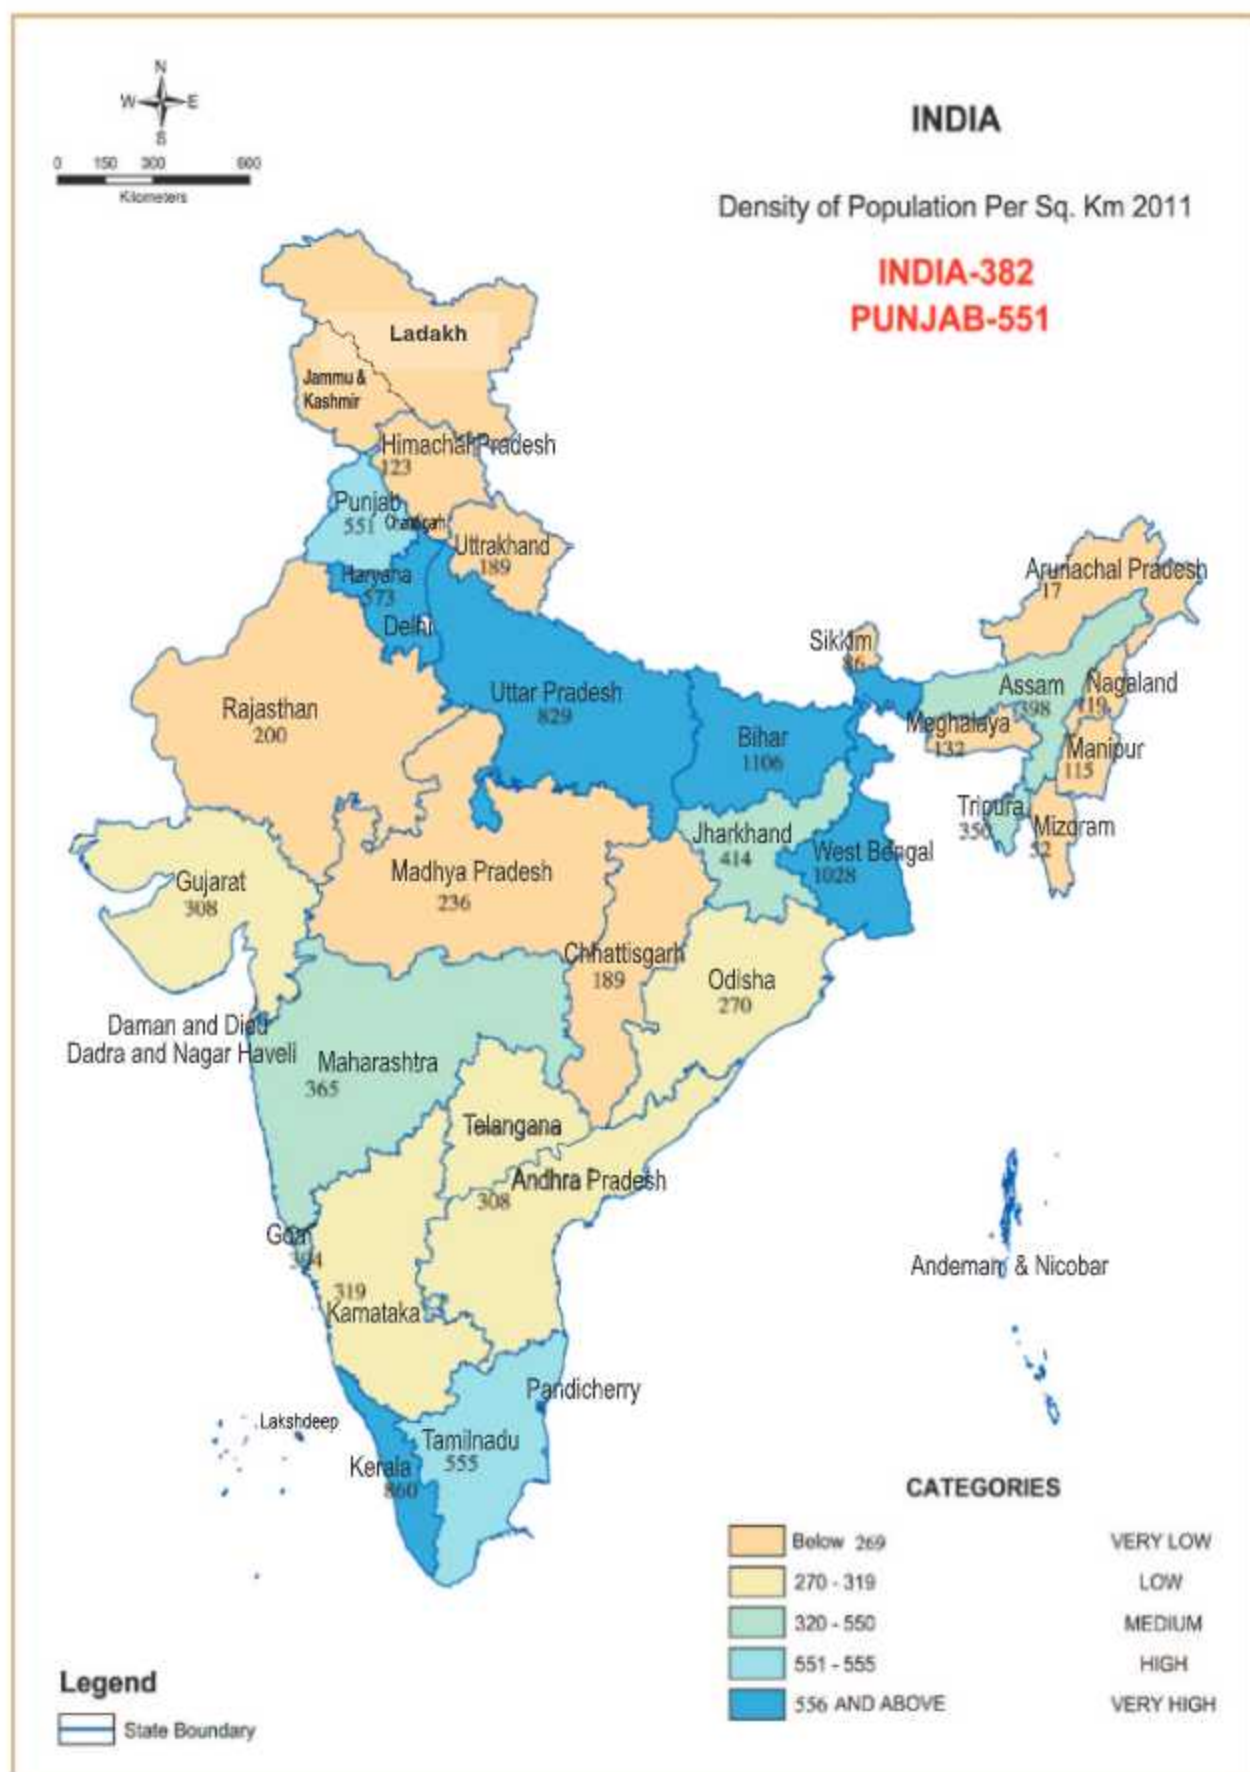 N
W E
S
0 150 300 600
Kilometers
INDIA
Density of Population Per Sq. Km 2011
INDIA-382
PUNJAB-551
Ladakh
Jammu &
Kashmir
Himachal Pradesh
123
Punjab
551
Uttrakhand
189
Haryana
573
Delhi
Arunachal Pradesh
17
Sikkim
86
Assam
398
Nagaland
119
Meghalaya
132
Manipur
115
Tripura
350
Mizoram
52
Rajasthan
200
Uttar Pradesh
829
Bihar
1106
Jharkhand
414
West Bengal
1028
Gujarat
308
Madhya Pradesh
236
Chhattisgarh
189
Odisha
270
Daman and Dieu
Dadra and Nagar Haveli
Maharashtra
365
Telangana
Andhra Pradesh
308
Goa
394
319
Karnataka
Andeman & Nicobar
Pandicherry
Lakshdeep
Tamilnadu
555
Kerala
860
CATEGORIES
Below 269 VERY LOW
270 - 319 LOW
320 - 550 MEDIUM
551 - 555 HIGH
556 AND ABOVE VERY HIGH
Legend
State Boundary